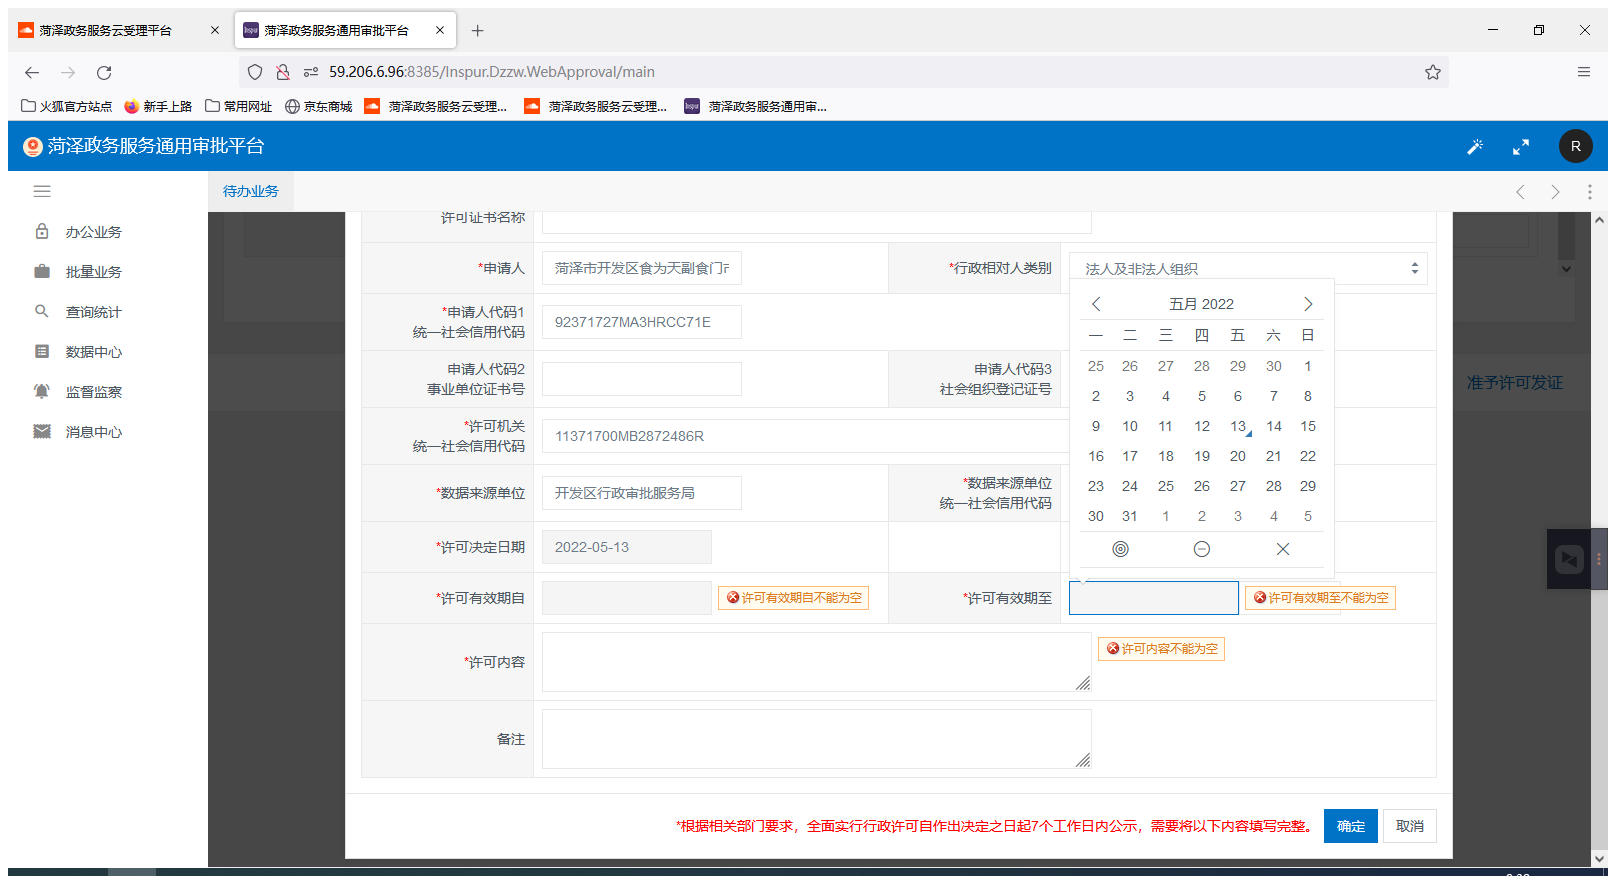 菏泽政务服务云受理平台
菏泽政务服务通用审批平台
59.206.6.96:8385/Inspur.Dzzw.WebApproval/main
火狐官方站点 新手上路 常用网址 京东商城 菏泽政务服务云受理... 菏泽政务服务云受理... 菏泽政务服务通用审...
菏泽政务服务通用审批平台
R
待办业务
办公业务
批量业务
查询统计
数据中心
监督监察
消息中心
许可证书名称
*申请人 菏泽市开发区食为天副食门 *行政相对人类别 法人及非法人组织
*申请人代码1
统一社会信用代码
92371727MA3HRCC71E
申请人代码2
事业单位证书号
申请人代码3
社会组织登记证号
*许可机关
统一社会信用代码
11371700MB2872486R
*数据来源单位 开发区行政审批服务局
*数据来源单位
统一社会信用代码
*许可决定日期 2022-05-13
*许可有效期自 许可有效期自不能为空 *许可有效期至 许可有效期至不能为空
*许可内容 许可内容不能为空
备注
五月 2022
一 二 三 四 五 六 日
25 26 27 28 29 30 1
2 3 4 5 6 7 8
9 10 11 12 13 14 15
16 17 18 19 20 21 22
23 24 25 26 27 28 29
30 31 1 2 3 4 5
准予许可发证
*根据相关部门要求，全面实行行政许可自作出决定之日起7个工作日内公示，需要将以下内容填写完整。 确定 取消